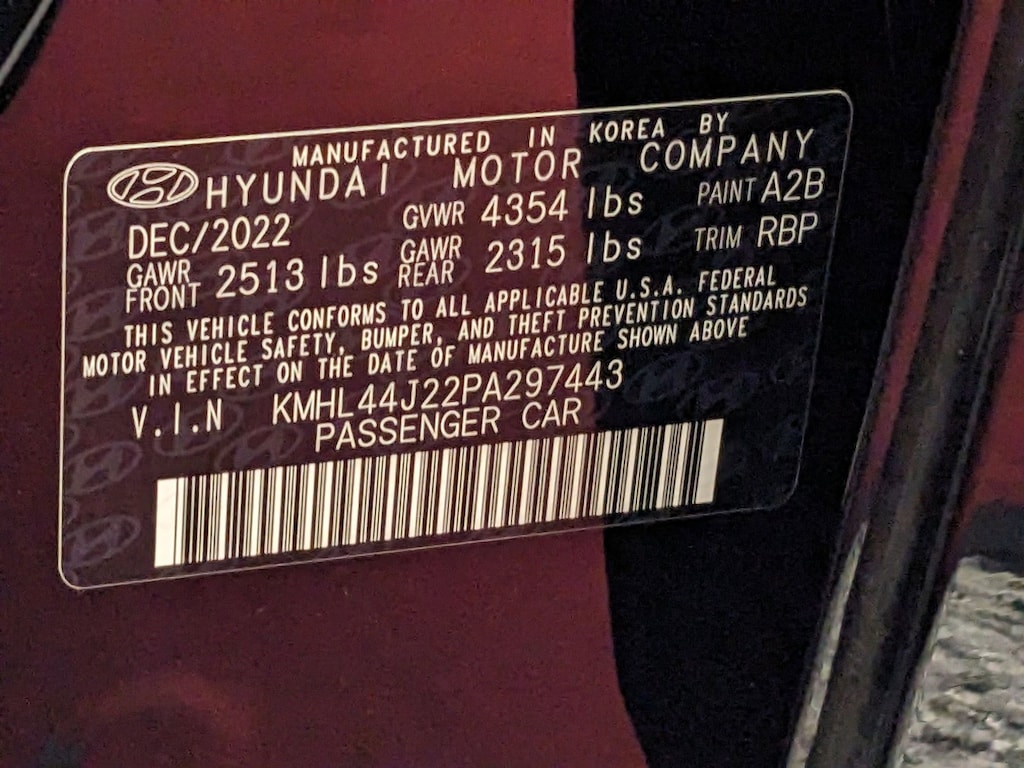 MANUFACTURED IN KOREA BY
HYUNDAI MOTOR COMPANY
DEC/2022 GVWR 4354 lbs PAINT A2B
GAWR FRONT 2513 lbs GAWR REAR 2315 lbs TRIM RBP
THIS VEHICLE CONFORMS TO ALL APPLICABLE U.S.A. FEDERAL
MOTOR VEHICLE SAFETY, BUMPER, AND THEFT PREVENTION STANDARDS
IN EFFECT ON THE DATE OF MANUFACTURE SHOWN ABOVE
V.I.N KMHL44J22PA297443
PASSENGER CAR